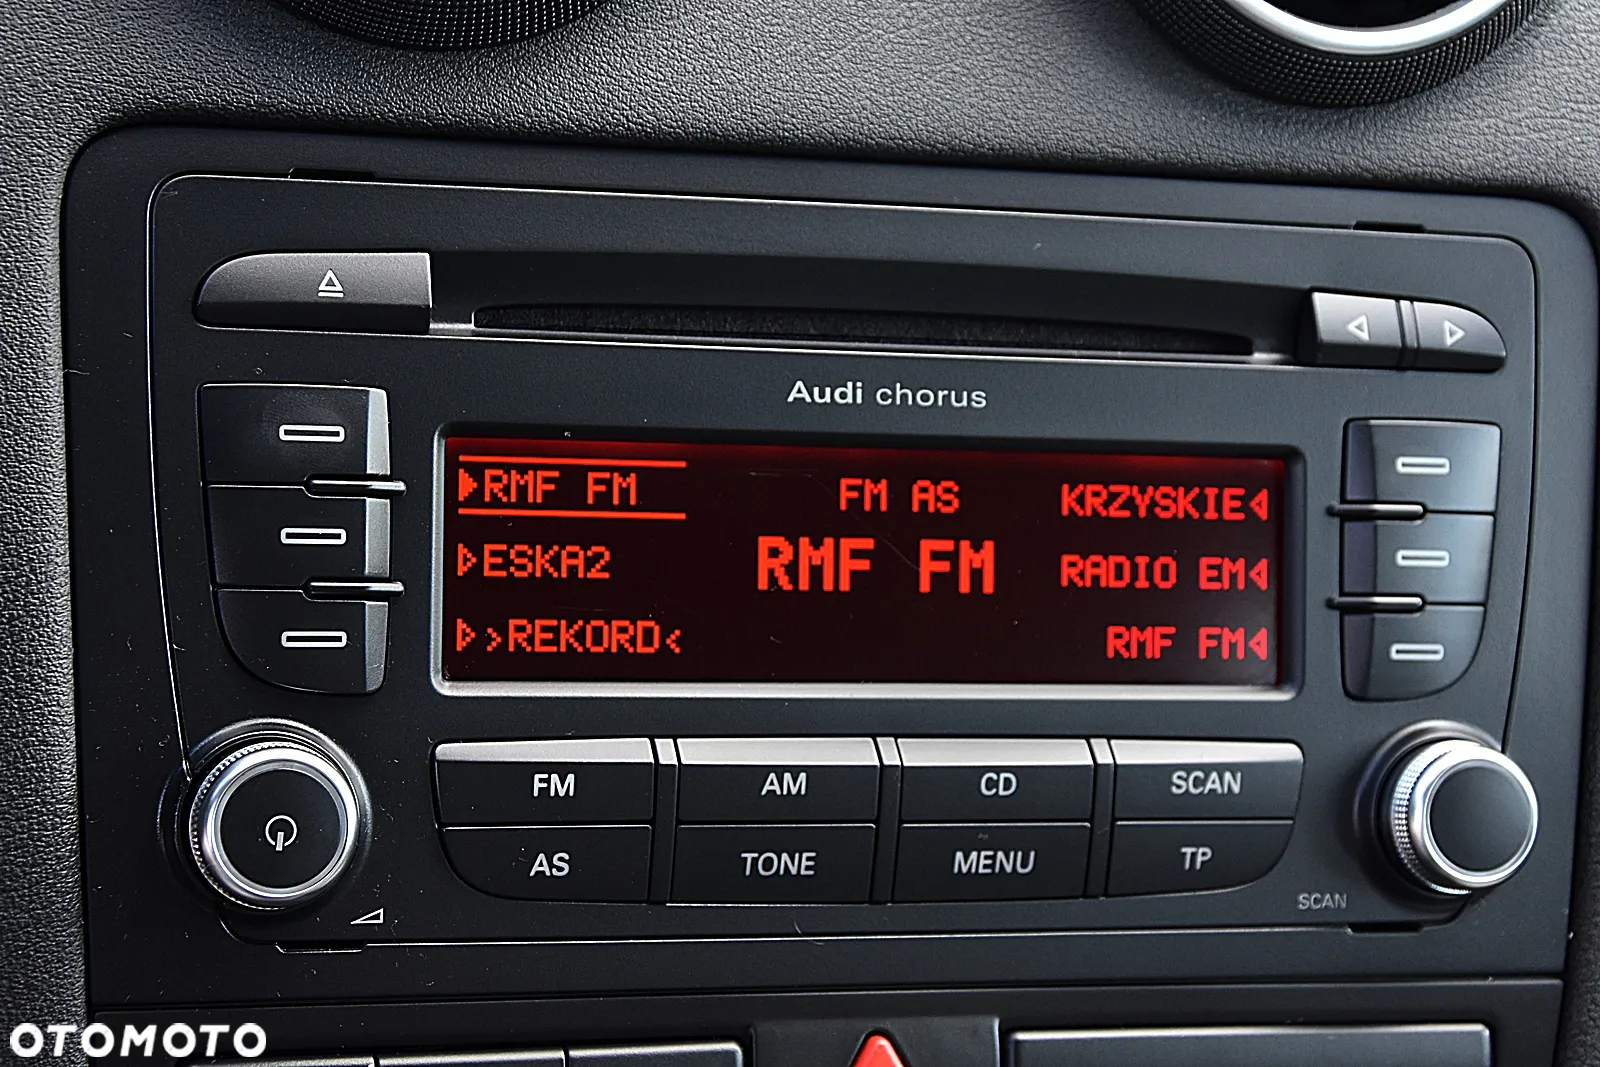 Audi chorus
RMF FM
FM AS
KRZYSKIE
ESKA2
RMF FM
RADIO EM
>REKORD<
RMF FM
FM
AM
CD
SCAN
AS
TONE
MENU
TP
SCAN
OTOMOTO